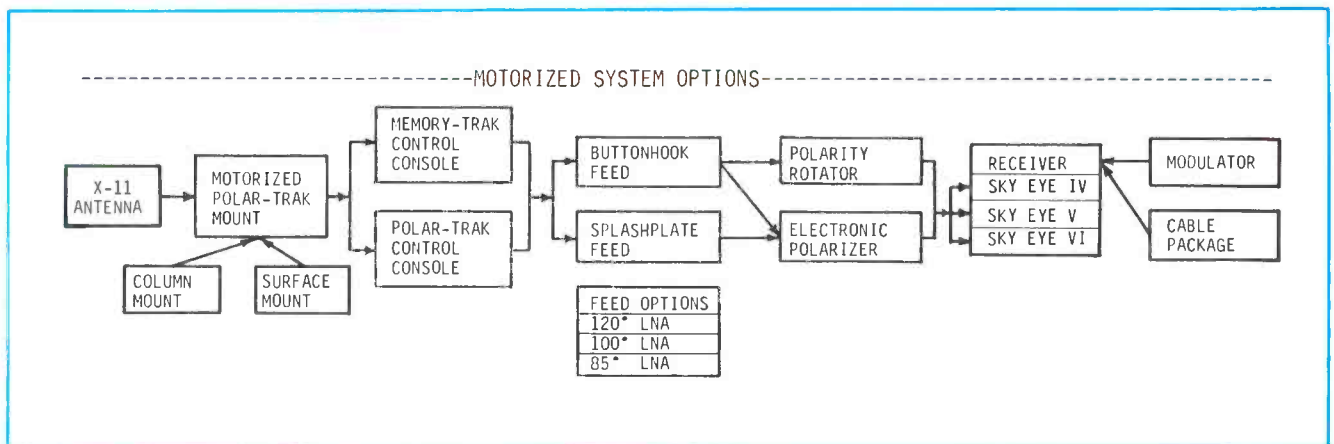 MOTORIZED SYSTEM OPTIONS
X-11
ANTENNA
MOTORIZED
POLAR-TRAK
MOUNT
COLUMN
MOUNT
SURFACE
MOUNT
MEMORY-TRAK
CONTROL
CONSOLE
POLAR-TRAK
CONTROL
CONSOLE
BUTTONHOOK
FEED
SPLASHPLATE
FEED
FEED OPTIONS
120° LNA
100° LNA
85° LNA
POLARITY
ROTATOR
ELECTRONIC
POLARIZER
RECEIVER
SKY EYE IV
SKY EYE V
SKY EYE VI
MODULATOR
CABLE
PACKAGE